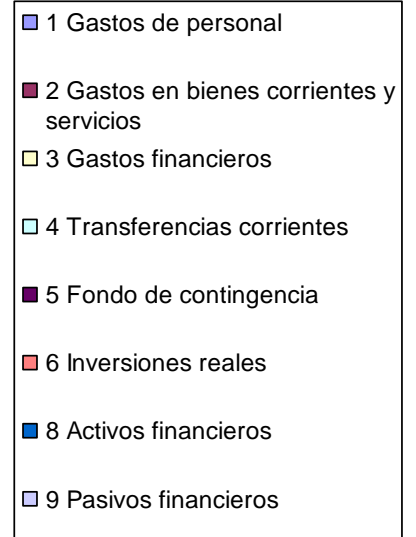 1 Gastos de personal
2 Gastos en bienes corrientes y
servicios
3 Gastos financieros
4 Transferencias corrientes
5 Fondo de contingencia
6 Inversiones reales
8 Activos financieros
9 Pasivos financieros